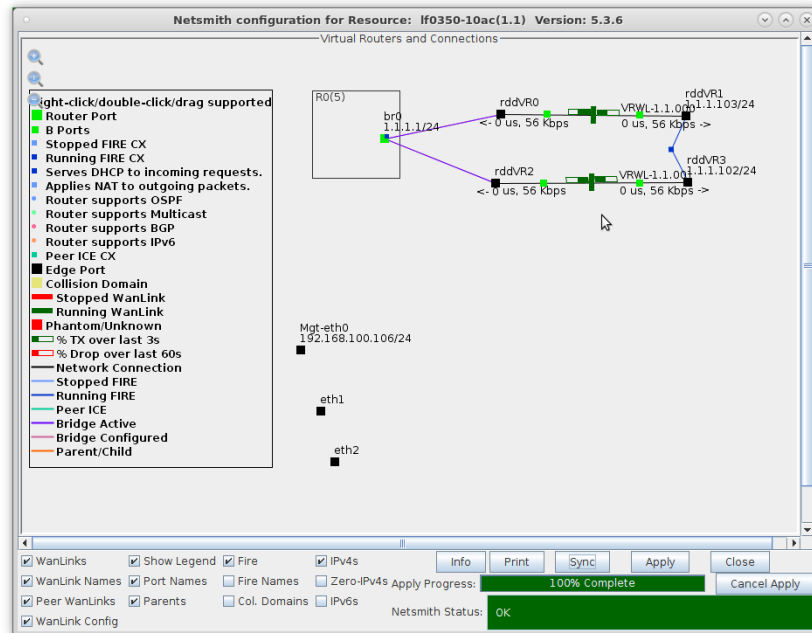 Netsmith configuration for Resource: lf0350-10ac(1.1) Version: 5.3.6
Virtual Routers and Connections
ight-click/double-click/drag supported
Router Port
B Ports
Stopped FIRE CX
Running FIRE CX
Serves DHCP to incoming requests.
Applies NAT to outgoing packets.
Router supports OSPF
Router supports Multicast
Router supports BGP
Router supports IPv6
Peer ICE CX
Edge Port
Collision Domain
Stopped WanLink
Running WanLink
Phantom/Unknown
% TX over last 3s
% Drop over last 60s
Network Connection
Stopped FIRE
Running FIRE
Peer ICE
Bridge Active
Bridge Configured
Parent/Child
R0(5)
br0
1.1.1.1/24
rddVR0
VRWL-1.1.000
rddVR1
1.1.1.103/24
<- 0 us, 56 Kbps
0 us, 56 Kbps ->
rddVR2
VRWL-1.1.001
rddVR3
1.1.1.102/24
<- 0 us, 56 Kbps
0 us, 56 Kbps ->
Mgt-eth0
192.168.100.106/24
eth1
eth2
WanLinks
Show Legend
Fire
IPv4s
Info
Print
Sync
Apply
Close
WanLink Names
Port Names
Fire Names
Zero-IPv4s
Apply Progress:
100% Complete
Cancel Apply
Peer WanLinks
Parents
Col. Domains
IPv6s
Netsmith Status:
OK
WanLink Config